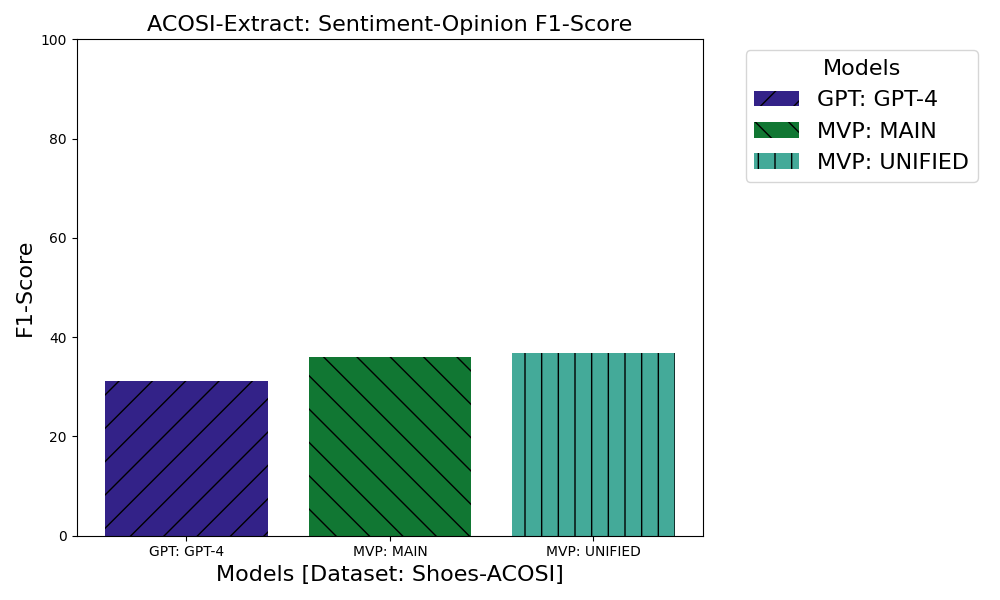 ACOSI-Extract: Sentiment-Opinion F1-Score
100
80
60
40
20
0
F1-Score
GPT: GPT-4
MVP: MAIN
MVP: UNIFIED
Models [Dataset: Shoes-ACOSI]
Models
GPT: GPT-4
MVP: MAIN
MVP: UNIFIED